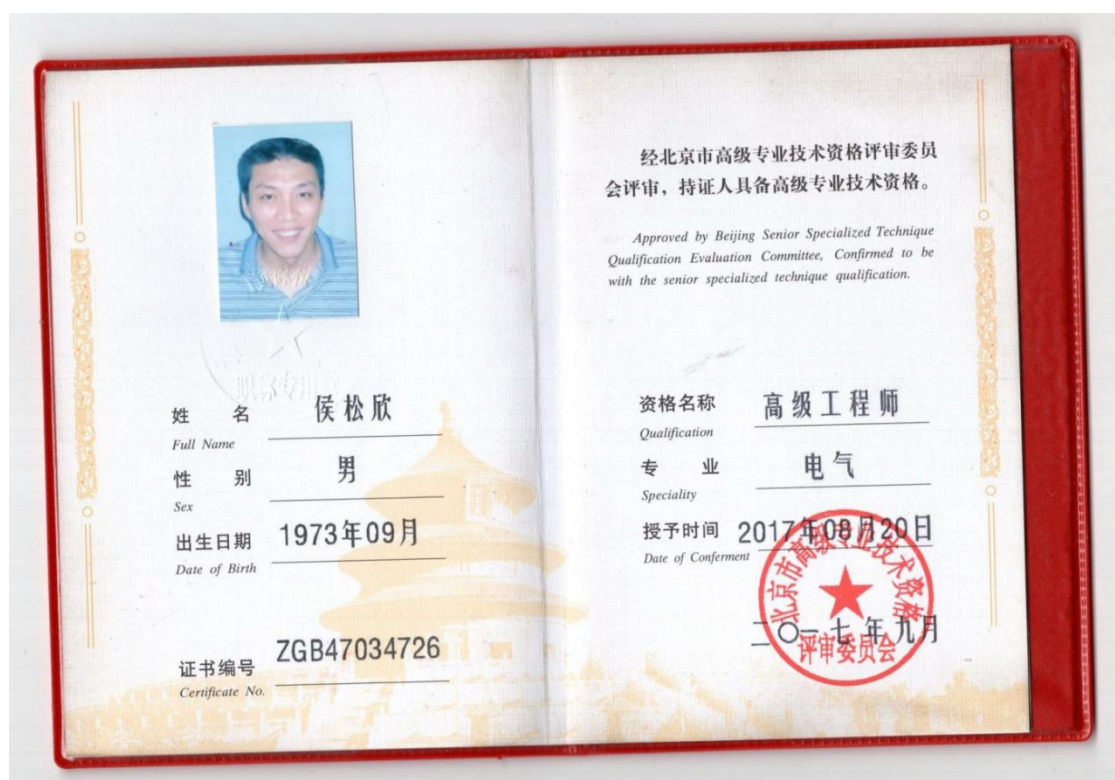 职称专用章
姓 名 侯松欣
Full Name
性 别 男
Sex
出生日期 1973年09月
Date of Birth
证书编号 ZGB47034726
Certificate No.
经北京市高级专业技术资格评审委员
会评审，持证人具备高级专业技术资格。
Approved by Beijing Senior Specialized Technique
Qualification Evaluation Committee, Confirmed to be
with the senior specialized technique qualification.
资格名称 高级工程师
Qualification
专 业 电气
Speciality
授予时间 2017年08月20日
Date of Conferment
北京市高级专业技术资格
二〇一七年九月
评审委员会